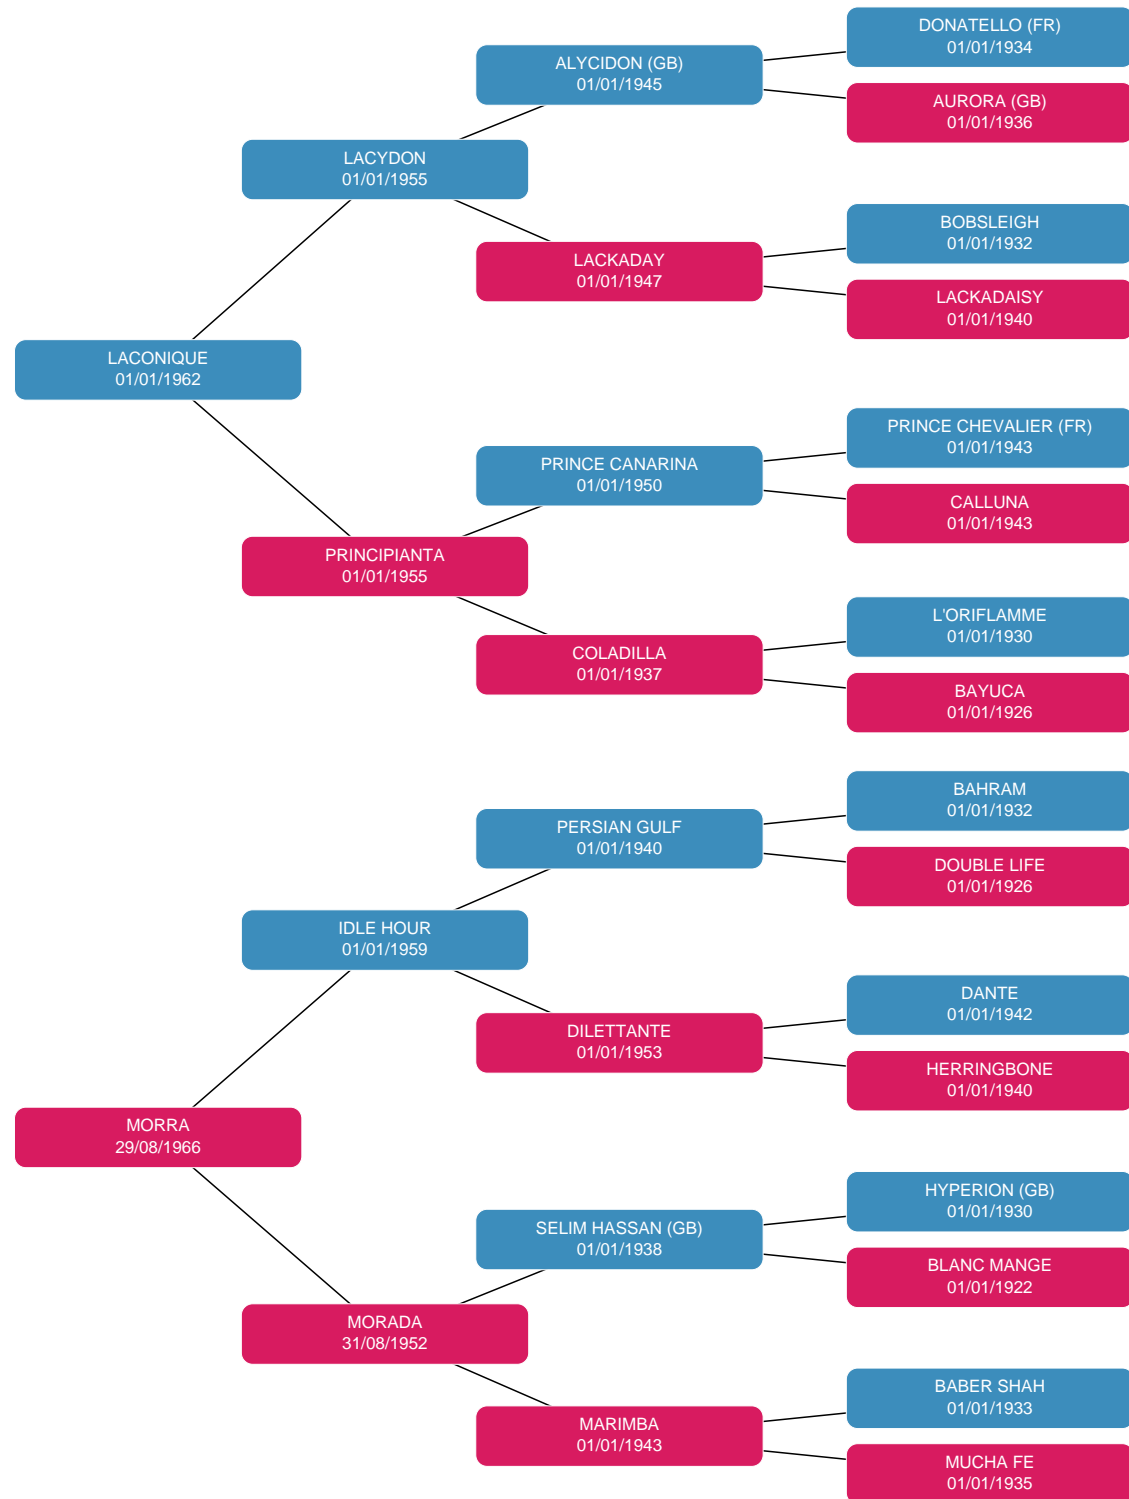 DONATELLO (FR)
01/01/1934
ALYCIDON (GB)
01/01/1945
AURORA (GB)
01/01/1936
LACYDON
01/01/1955
BOBSLEIGH
01/01/1932
LACKADAY
01/01/1947
LACKADAISY
01/01/1940
LACONIQUE
01/01/1962
PRINCE CHEVALIER (FR)
01/01/1943
PRINCE CANARINA
01/01/1950
CALLUNA
01/01/1943
PRINCIPIANTA
01/01/1955
L'ORIFLAMME
01/01/1930
COLADILLA
01/01/1937
BAYUCA
01/01/1926
BAHRAM
01/01/1932
PERSIAN GULF
01/01/1940
DOUBLE LIFE
01/01/1926
IDLE HOUR
01/01/1959
DANTE
01/01/1942
DILETTANTE
01/01/1953
HERRINGBONE
01/01/1940
MORRA
29/08/1966
HYPERION (GB)
01/01/1930
SELIM HASSAN (GB)
01/01/1938
BLANC MANGE
01/01/1922
MORADA
31/08/1952
BABER SHAH
01/01/1933
MARIMBA
01/01/1943
MUCHA FE
01/01/1935